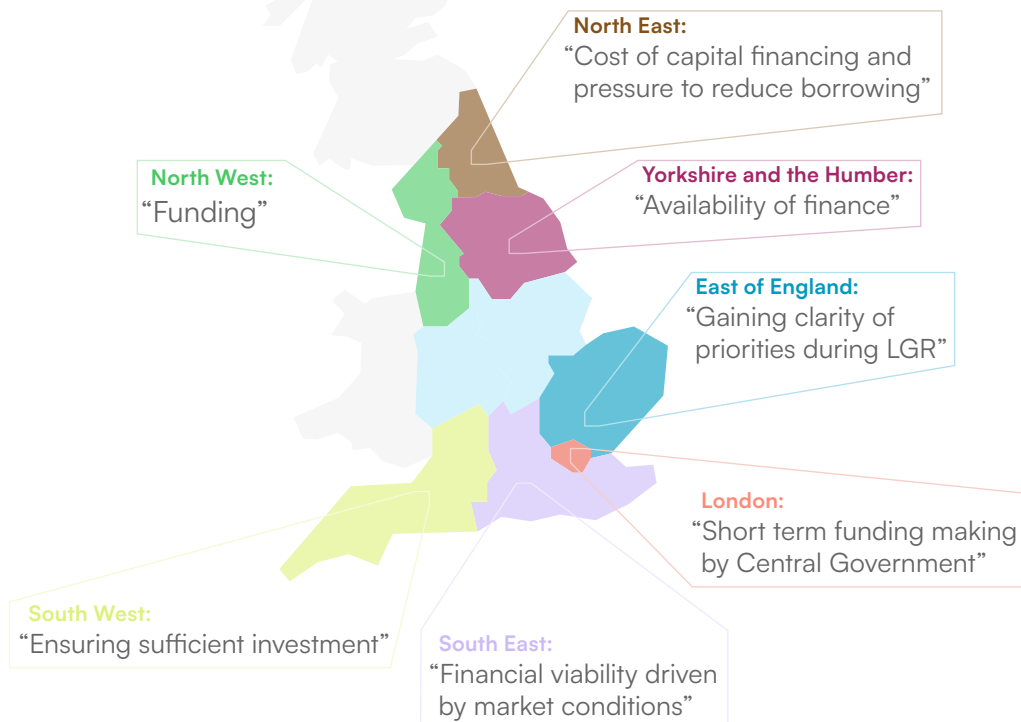 North East:
“Cost of capital financing and
pressure to reduce borrowing”
North West:
“Funding”
Yorkshire and the Humber:
“Availability of finance”
East of England:
“Gaining clarity of
priorities during LGR”
London:
“Short term funding making
by Central Government”
South West:
“Ensuring sufficient investment”
South East:
“Financial viability driven
by market conditions”